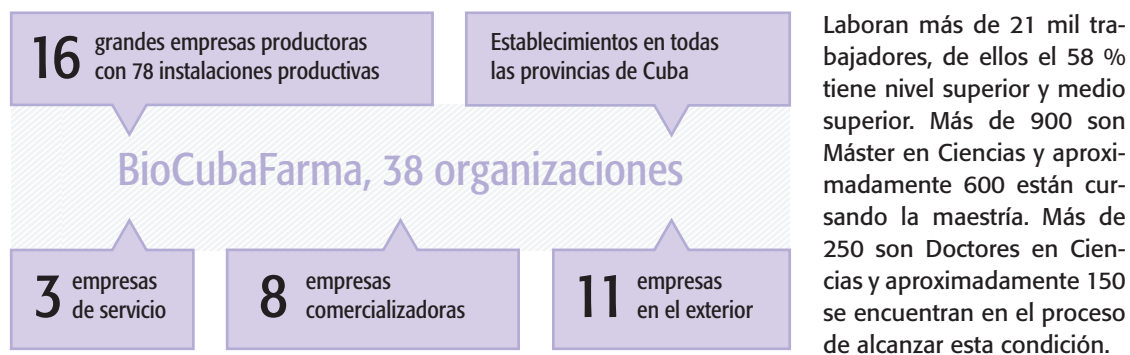 16 grandes empresas productoras
con 78 instalaciones productivas
Establecimientos en todas
las provincias de Cuba
BioCubaFarma, 38 organizaciones
3 empresas
de servicio
8 empresas
comercializadoras
11 empresas
en el exterior
Laboran más de 21 mil tra-
bajadores, de ellos el 58 %
tiene nivel superior y medio
superior. Más de 900 son
Máster en Ciencias y aproxi-
madamente 600 están cur-
sando la maestría. Más de
250 son Doctores en Cien-
cias y aproximadamente 150
se encuentran en el proceso
de alcanzar esta condición.